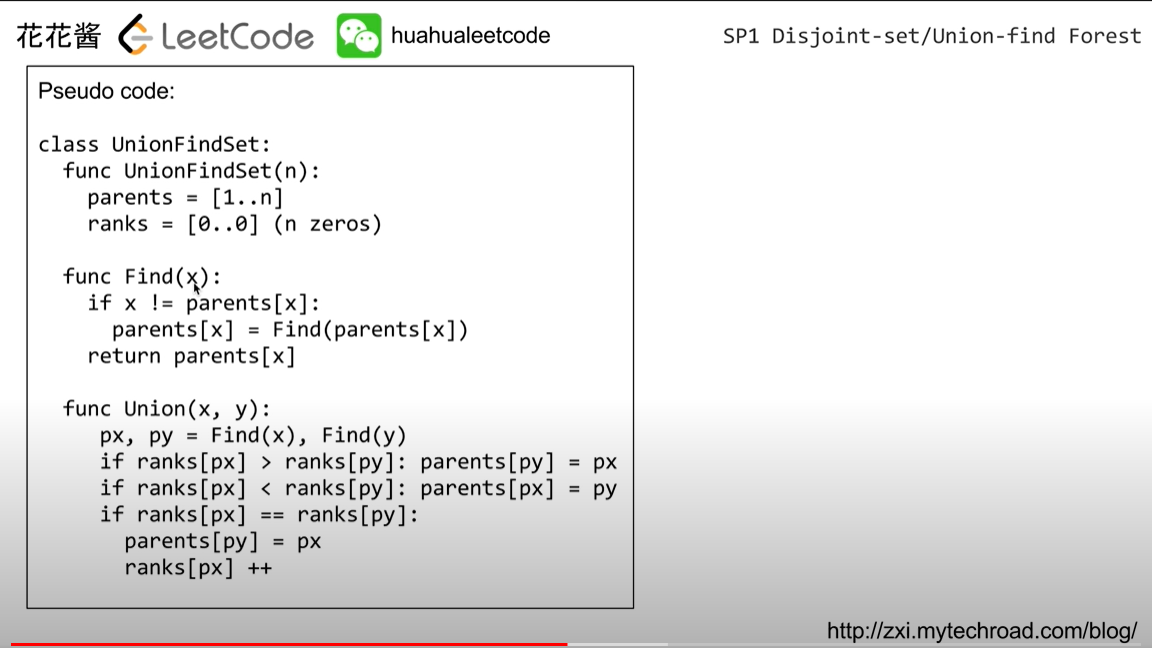 花花酱 LeetCode huahualeetcode SP1 Disjoint-set/Union-find Forest
Pseudo code:
class UnionFindSet:
func UnionFindSet(n):
parents = [1..n]
ranks = [0..0] (n zeros)
func Find(x):
if x != parents[x]:
parents[x] = Find(parents[x])
return parents[x]
func Union(x, y):
px, py = Find(x), Find(y)
if ranks[px] > ranks[py]: parents[py] = px
if ranks[px] < ranks[py]: parents[px] = py
if ranks[px] == ranks[py]:
parents[py] = px
ranks[px] ++
http://zxi.mytechroad.com/blog/